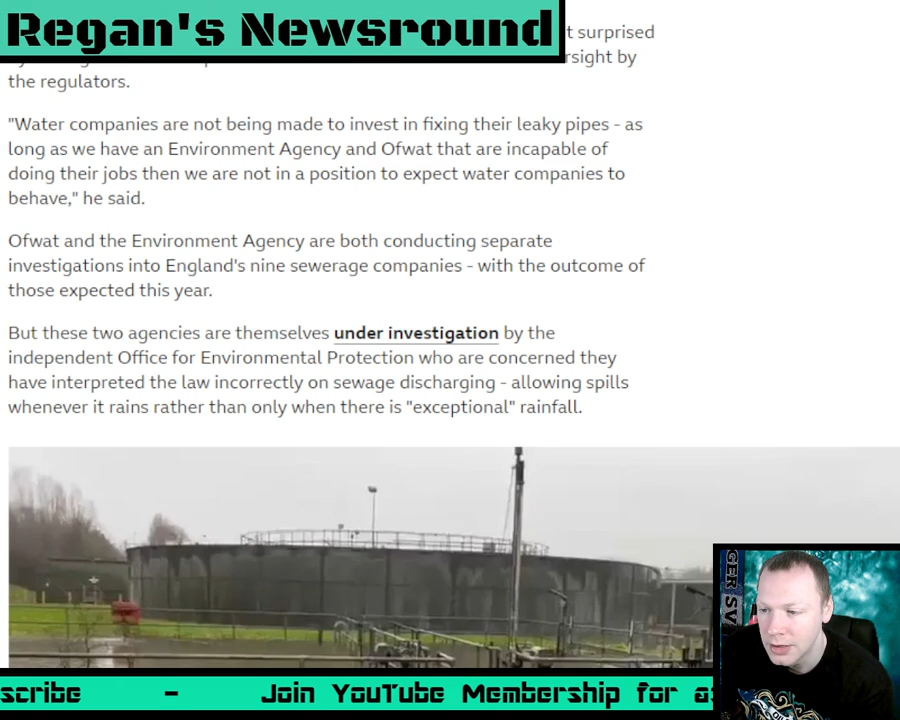 Regan's Newsround
t surprised
rsight by
the regulators.
"Water companies are not being made to invest in fixing their leaky pipes - as
long as we have an Environment Agency and Ofwat that are incapable of
doing their jobs then we are not in a position to expect water companies to
behave," he said.
Ofwat and the Environment Agency are both conducting separate
investigations into England's nine sewerage companies - with the outcome of
those expected this year.
But these two agencies are themselves under investigation by the
independent Office for Environmental Protection who are concerned they
have interpreted the law incorrectly on sewage discharging - allowing spills
whenever it rains rather than only when there is "exceptional" rainfall.
scribe - Join YouTube Membership for a